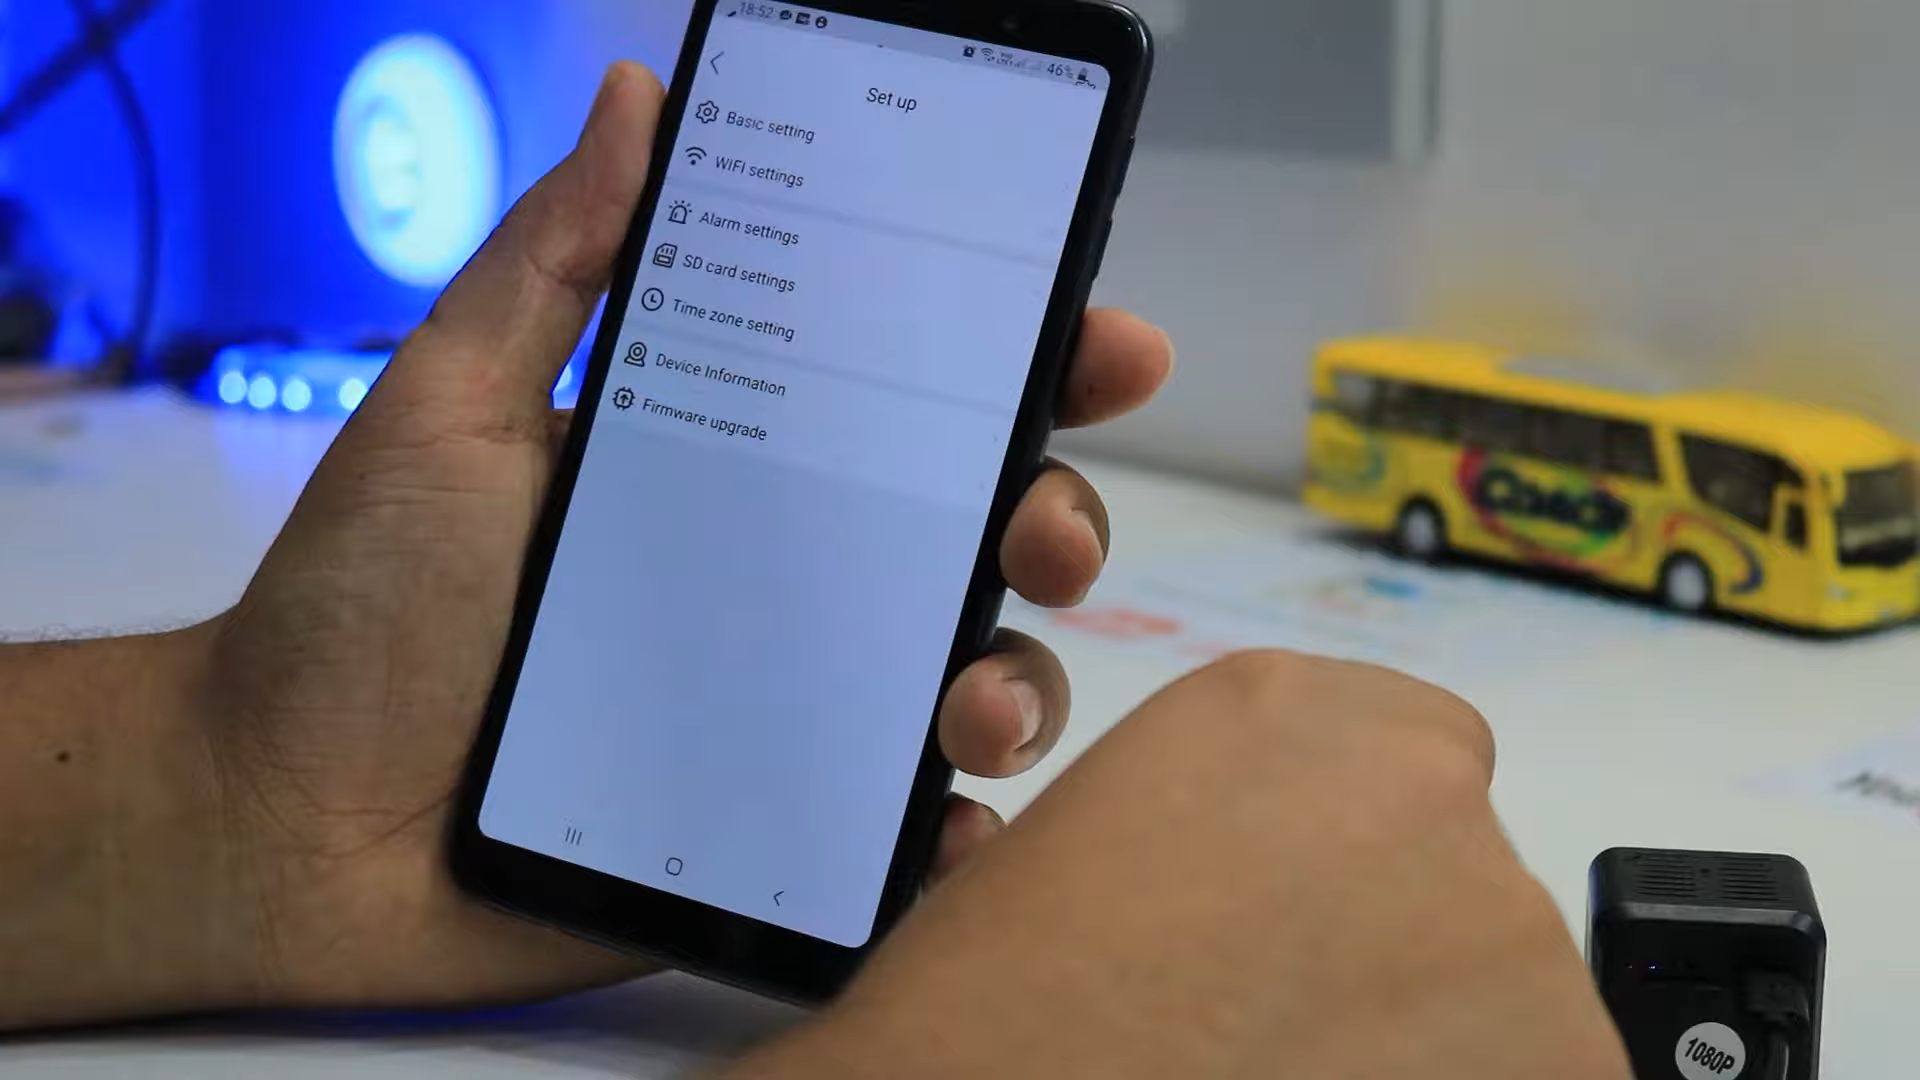 18:52
46%
Set up
Basic setting
WIFI settings
Alarm settings
SD card settings
Time zone setting
Device Information
Firmware upgrade
Coach
1080P